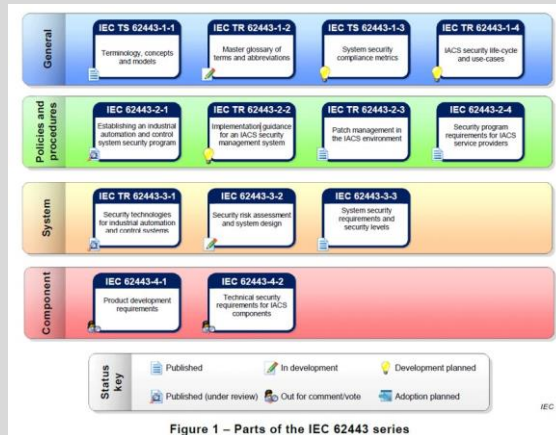 General
IEC TS 62443-1-1
Terminology, concepts
and models
IEC TR 62443-1-2
Master glossary of
terms and abbreviations
IEC TS 62443-1-3
System security
compliance metrics
IEC TR 62443-1-4
IACS security life-cycle
and use-cases
Policies and
procedures
IEC 62443-2-1
Establishing an industrial
automation and control
system security program
IEC TR 62443-2-2
Implementation guidance
for an IACS security
management system
IEC TR 62443-2-3
Patch management in
the IACS environment
IEC 62443-2-4
Security program
requirements for IACS
service providers
System
IEC TR 62443-3-1
Security technologies
for industrial automation
and control systems
IEC 62443-3-2
Security risk assessment
and system design
IEC 62443-3-3
System security
requirements and
security levels
Component
IEC 62443-4-1
Product development
requirements
IEC 62443-4-2
Technical security
requirements for IACS
components
Status
key
Published
In development
Development planned
Published (under review)
Out for comment/vote
Adoption planned
IEC
Figure 1 – Parts of the IEC 62443 series